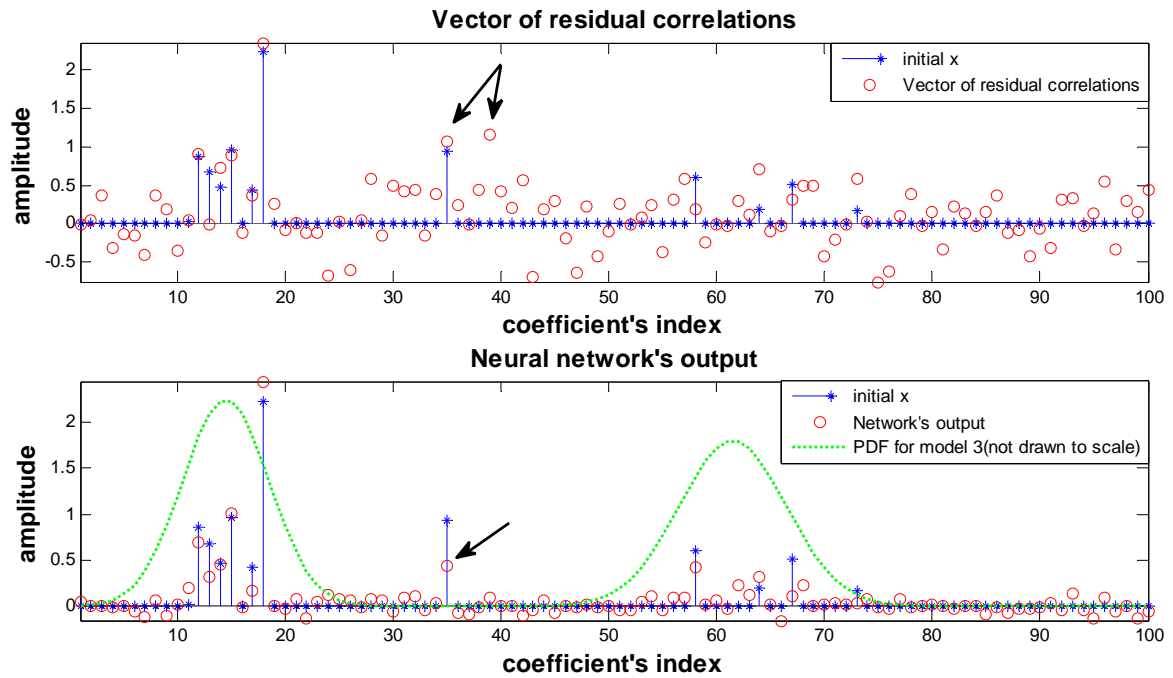 Vector of residual correlations
amplitude
2
1.5
1
0.5
0
-0.5
initial x
Vector of residual correlations
10 20 30 40 50 60 70 80 90 100
coefficient's index
Neural network's output
amplitude
2
1.5
1
0.5
0
initial x
Network's output
PDF for model 3(not drawn to scale)
10 20 30 40 50 60 70 80 90 100
coefficient's index